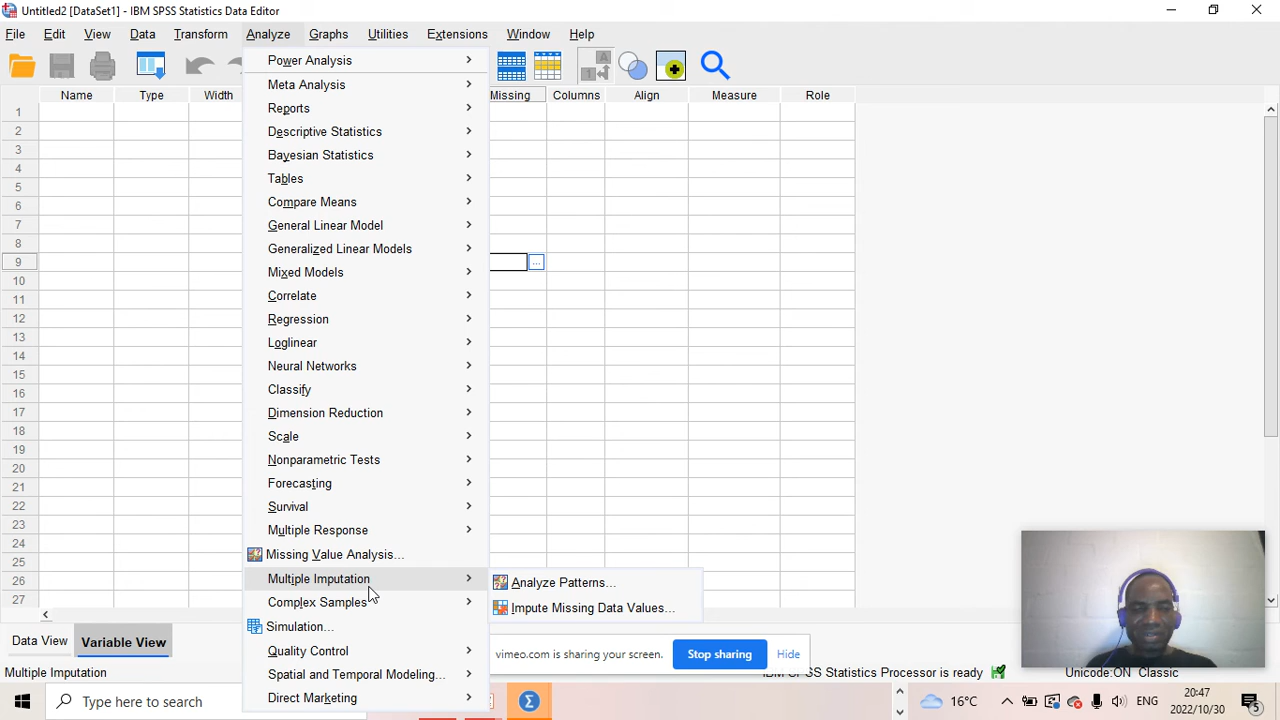 Untitled2 [DataSet1] - IBM SPSS Statistics Data Editor
File Edit View Data Transform Analyze Graphs Utilities Extensions Window Help
Name Type Width Missing Columns Align Measure Role
1
2
3
4
5
6
7
8
9
10
11
12
13
14
15
16
17
18
19
20
21
22
23
24
25
26
27
Power Analysis
Meta Analysis
Reports
Descriptive Statistics
Bayesian Statistics
Tables
Compare Means
General Linear Model
Generalized Linear Models
Mixed Models
Correlate
Regression
Loglinear
Neural Networks
Classify
Dimension Reduction
Scale
Nonparametric Tests
Forecasting
Survival
Multiple Response
Missing Value Analysis...
Multiple Imputation
Complex Samples
Simulation...
Quality Control
Spatial and Temporal Modeling...
Direct Marketing
Analyze Patterns...
Impute Missing Data Values...
...
Data View Variable View
vimeo.com is sharing your screen. Stop sharing Hide
Multiple Imputation
IBM SPSS Statistics Processor is ready Unicode:ON Classic
Type here to search
16°C
ENG
20:47
2022/10/30
5